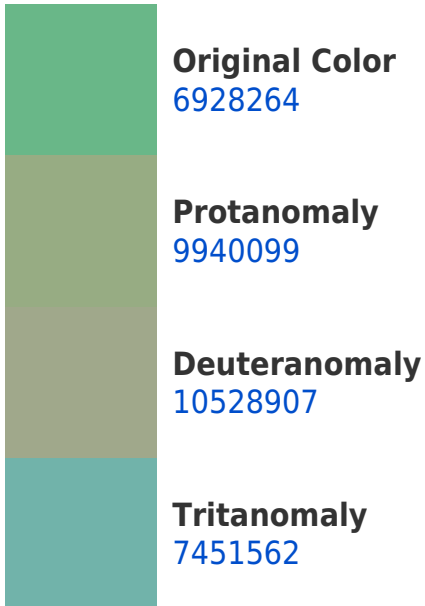 Original Color
6928264
Protanomaly
9940099
Deuteranomaly
10528907
Tritanomaly
7451562